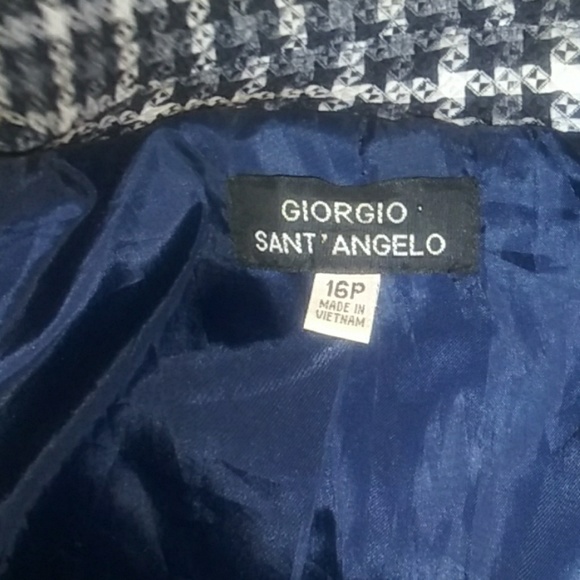 GIORGIO
SANT'ANGELO
16P
MADE IN
VIETNAM